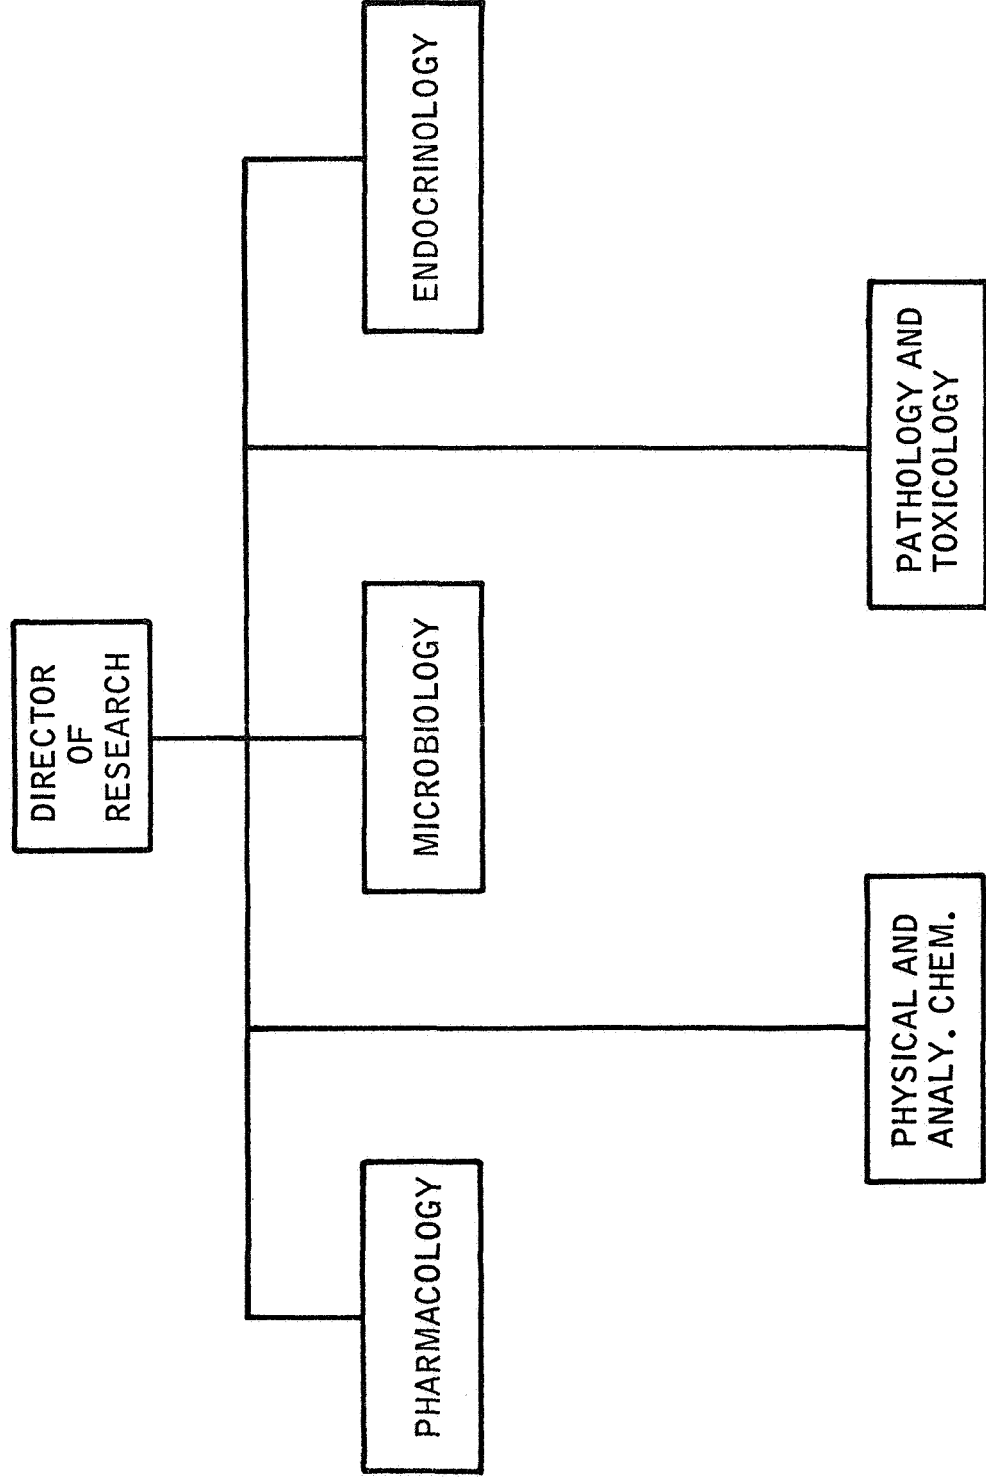 DIRECTOR
OF
RESEARCH
PHARMACOLOGY
MICROBIOLOGY
ENDOCRINOLOGY
PHYSICAL AND
ANALY. CHEM.
PATHOLOGY AND
TOXICOLOGY